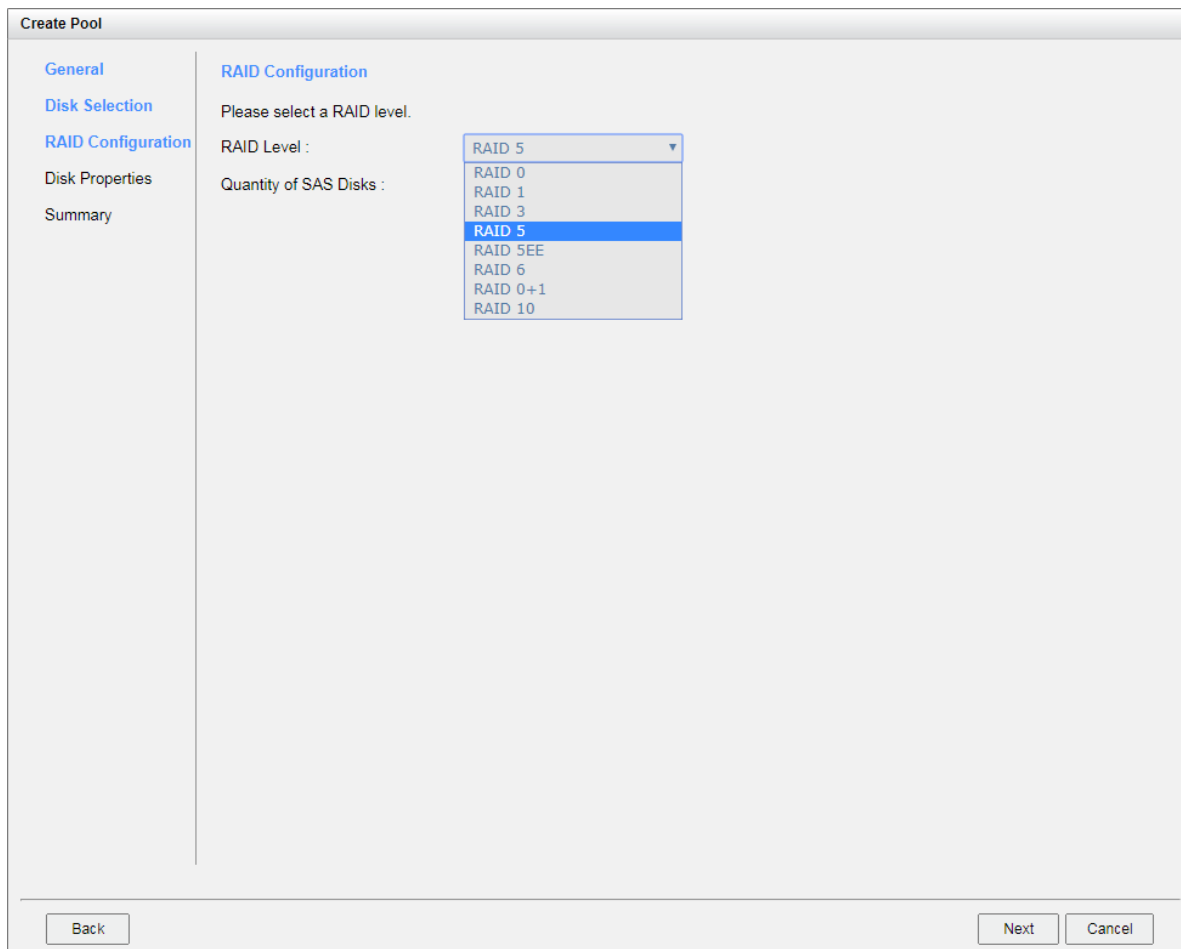 Create Pool
General
Disk Selection
RAID Configuration
Disk Properties
Summary
RAID Configuration
Please select a RAID level.
RAID Level :
RAID 5
RAID 0
RAID 1
RAID 3
RAID 5
RAID 5EE
RAID 6
RAID 0+1
RAID 10
Quantity of SAS Disks :
Back
Next
Cancel